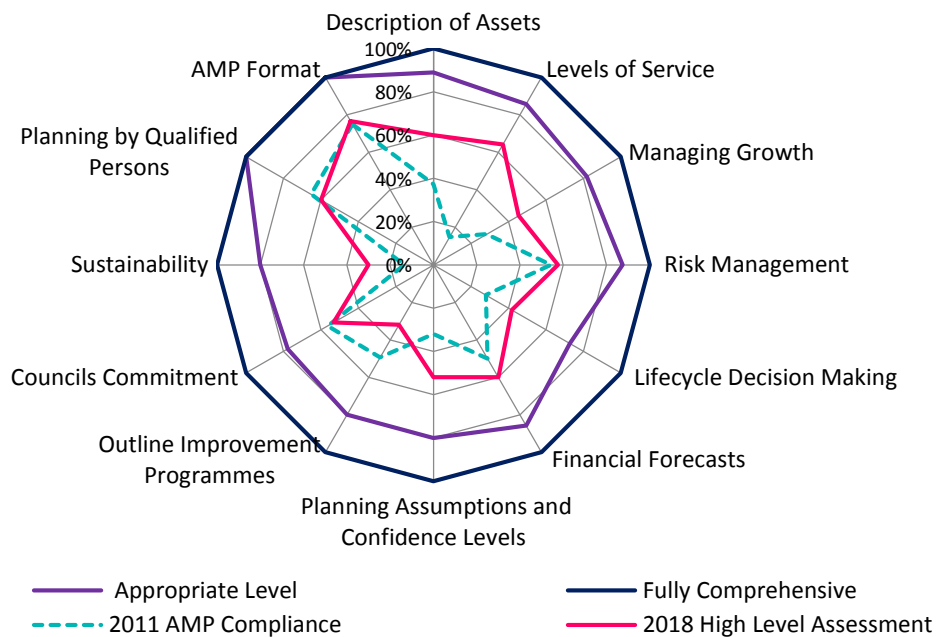 Description of Assets
100%
AMP Format
Levels of Service
80%
Planning by Qualified
Persons
60%
Managing Growth
40%
20%
Sustainability
0%
Risk Management
Councils Commitment
Lifecycle Decision Making
Outline Improvement
Programmes
Financial Forecasts
Planning Assumptions and
Confidence Levels
Appropriate Level
Fully Comprehensive
2011 AMP Compliance
2018 High Level Assessment